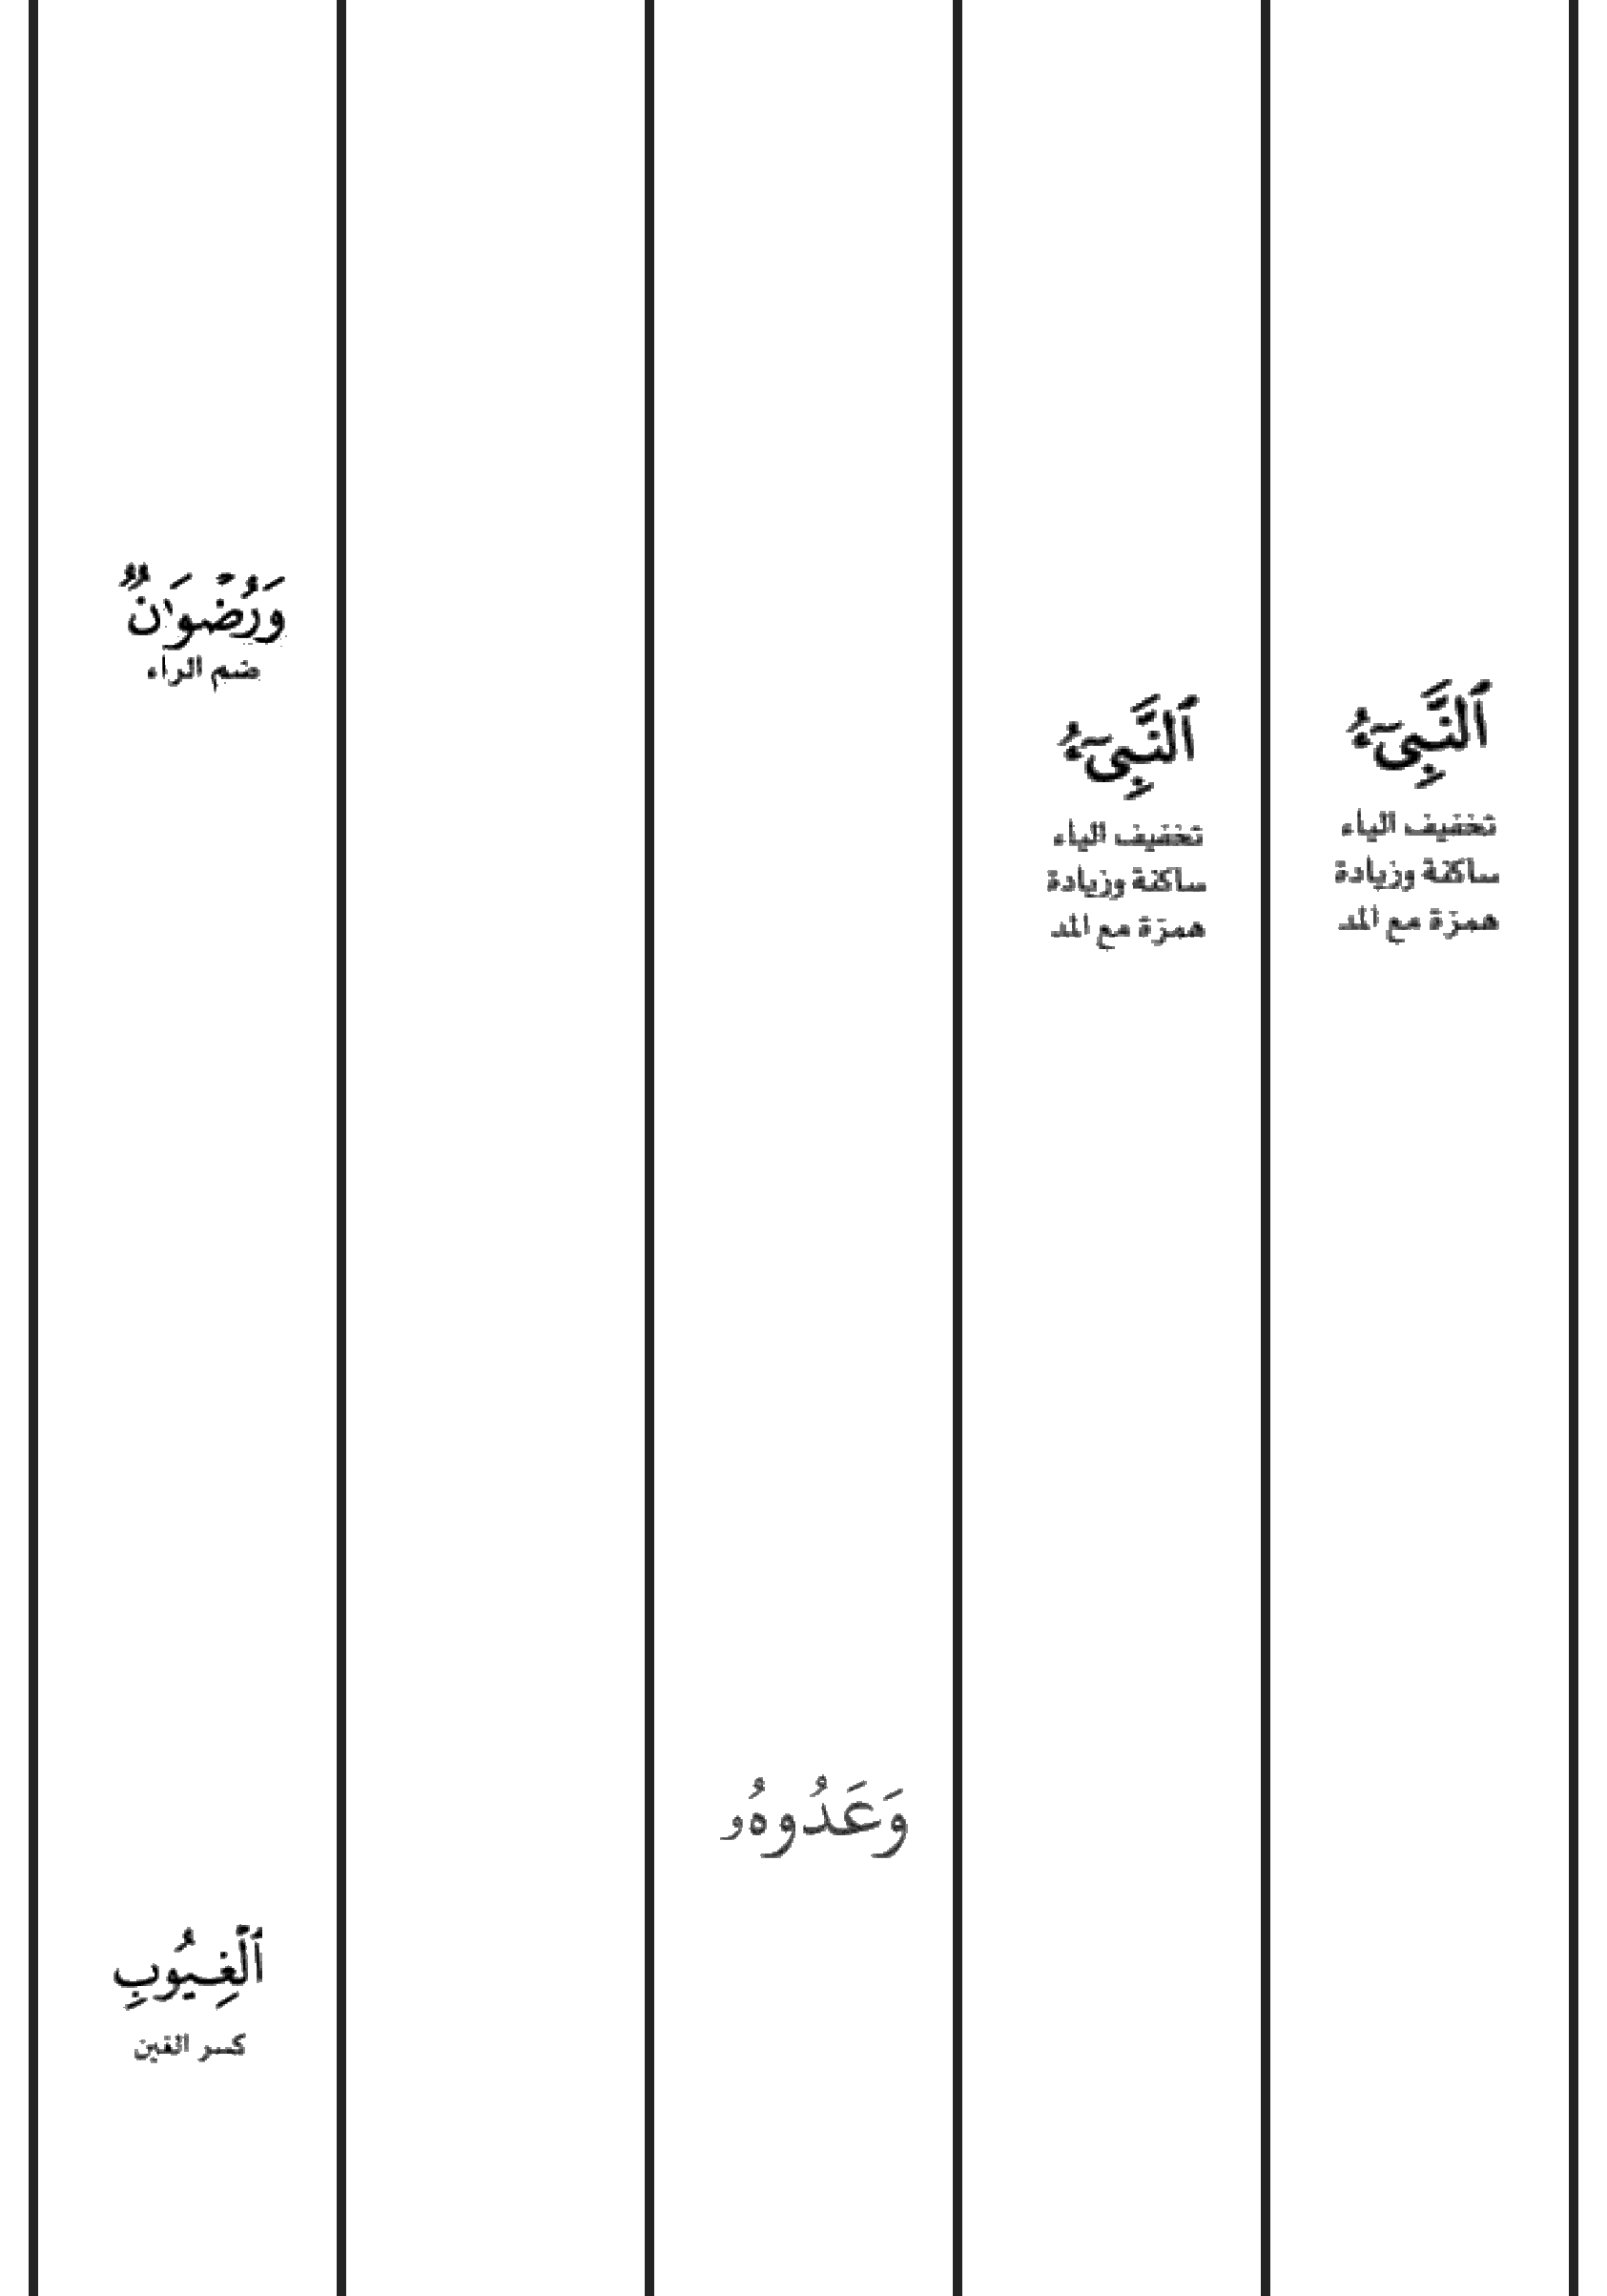 ٱلنَّبِىٓءُ
تخفيف الياء
ساكنة وزيادة
همزة مع المد
ٱلنَّبِىٓءُ
تخفيف الياء
ساكنة وزيادة
همزة مع المد
وَعَدُوهُۥ
وَرُضْوَٰنٌ
ضم الراء
ٱلْغِيُوبِ
كسر الغين